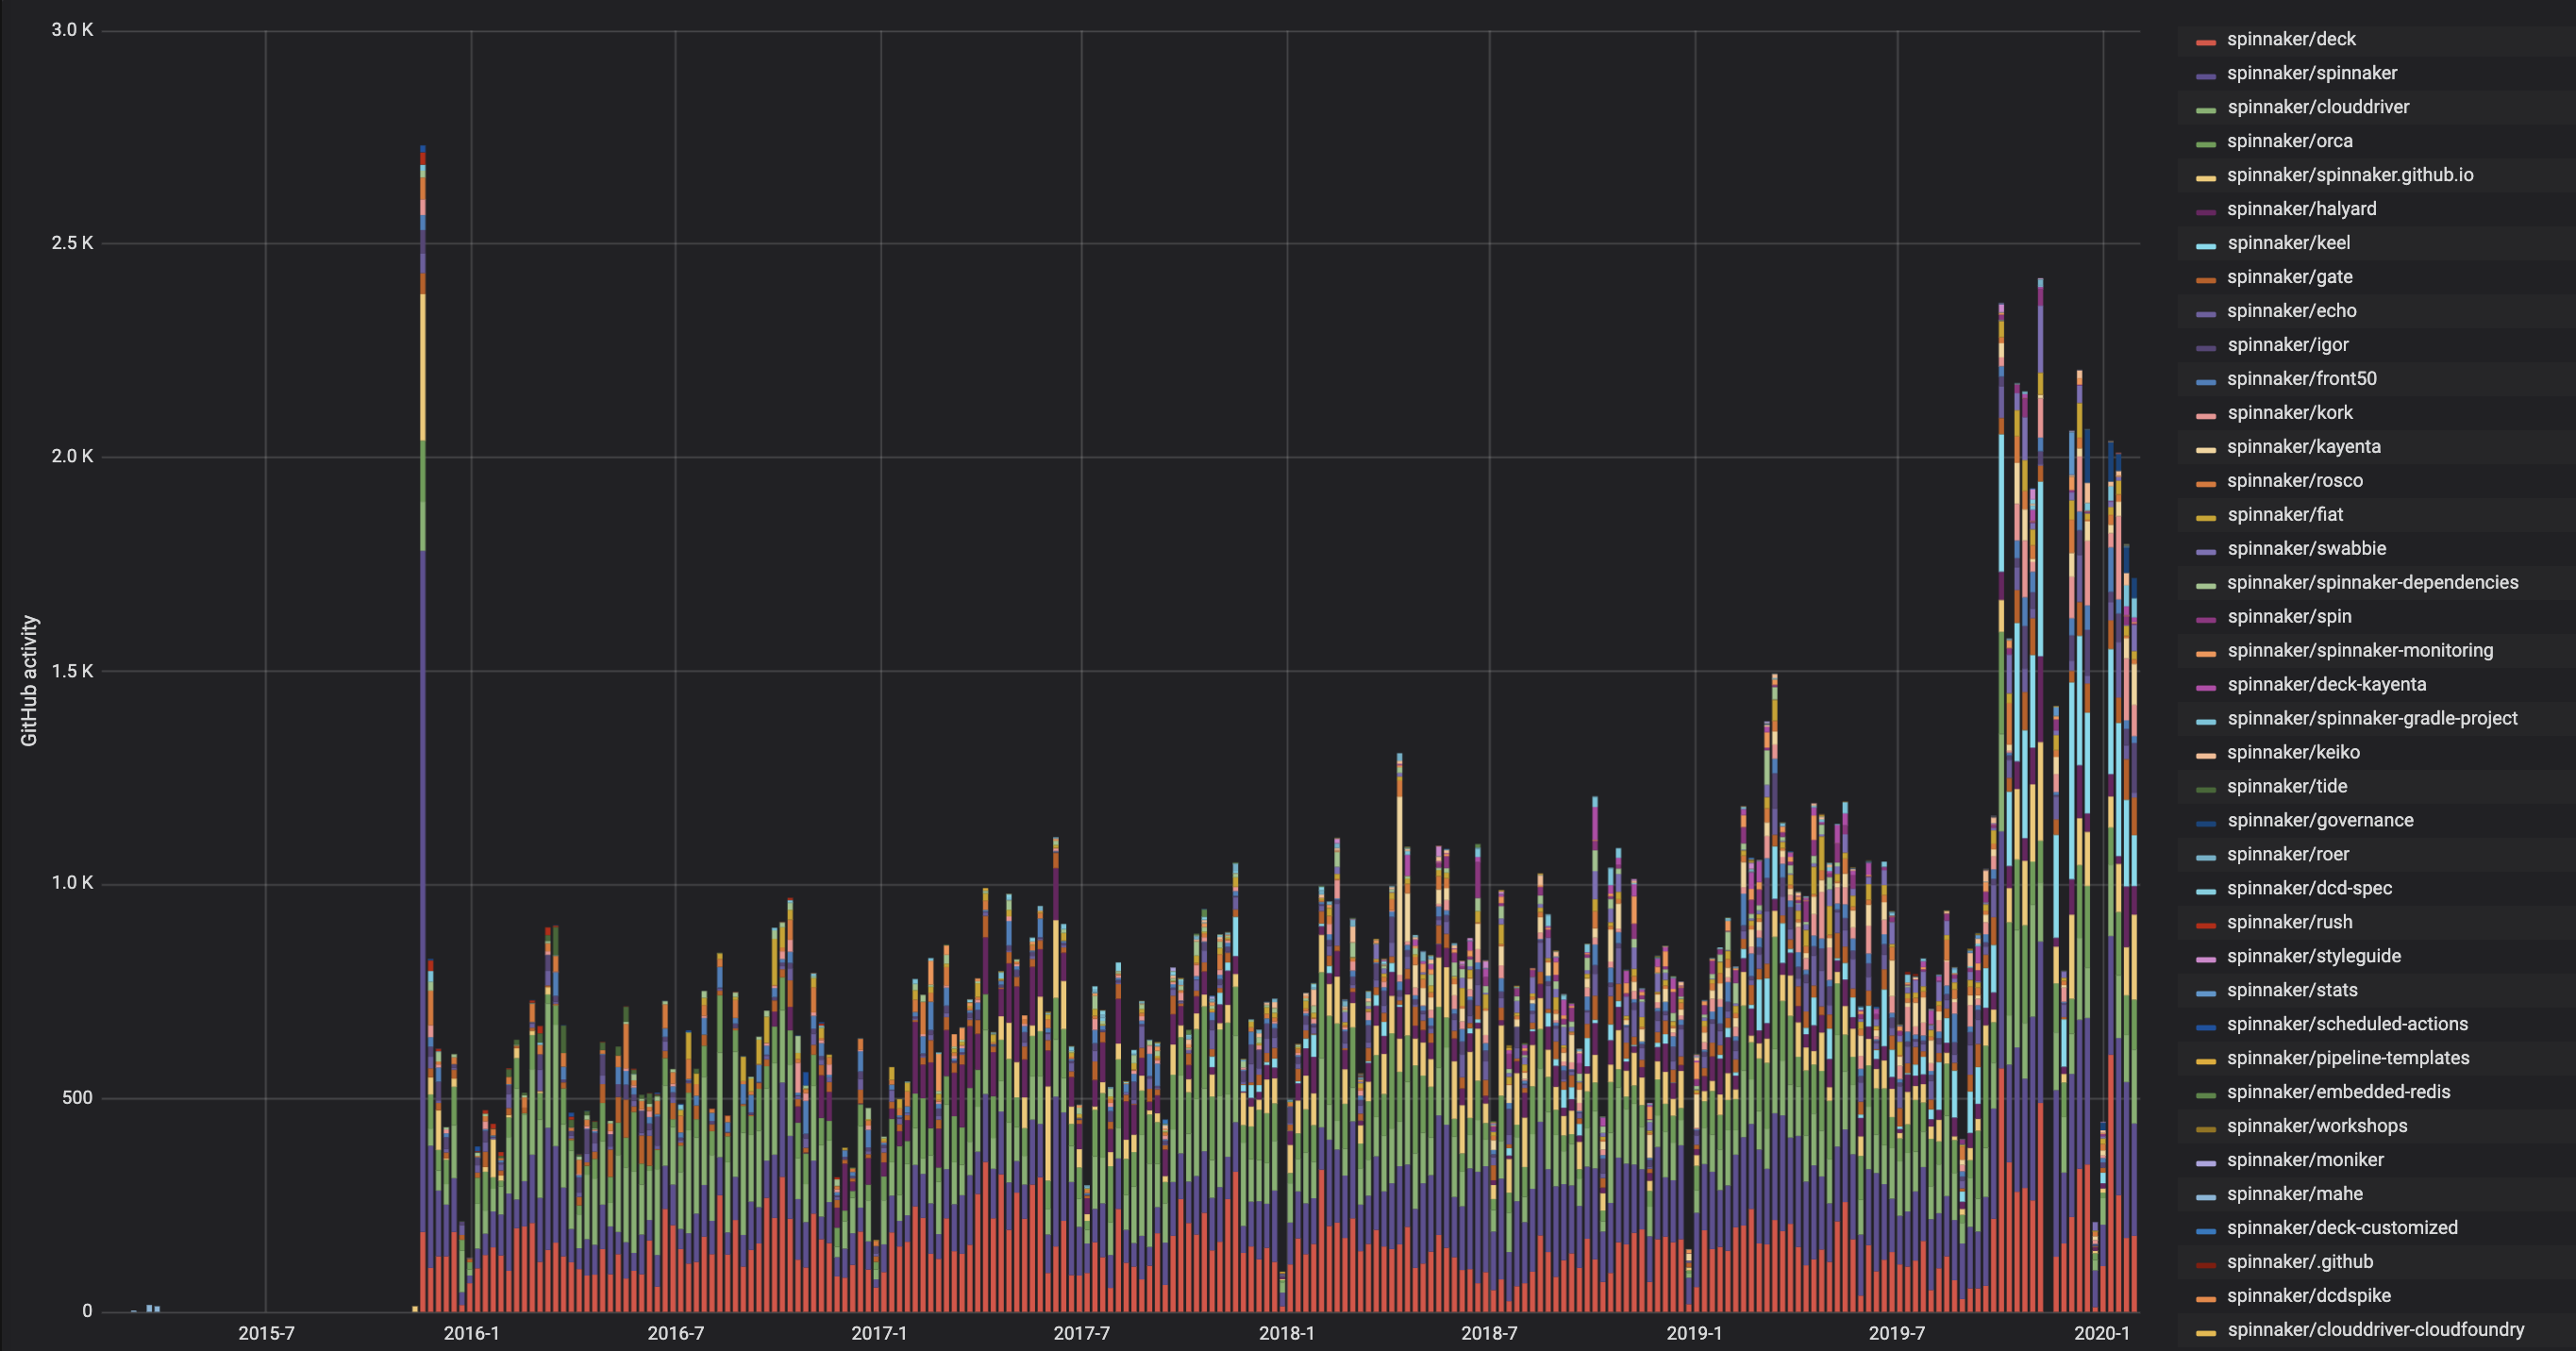 3.0 K
2.5 K
2.0 K
1.5 K
1.0 K
500
0
GitHub activity
2015-7
2016-1
2016-7
2017-1
2017-7
2018-1
2018-7
2019-1
2019-7
2020-1
spinnaker/deck
spinnaker/spinnaker
spinnaker/clouddriver
spinnaker/orca
spinnaker/spinnaker.github.io
spinnaker/halyard
spinnaker/keel
spinnaker/gate
spinnaker/echo
spinnaker/igor
spinnaker/front50
spinnaker/kork
spinnaker/kayenta
spinnaker/rosco
spinnaker/fiat
spinnaker/swabbie
spinnaker/spinnaker-dependencies
spinnaker/spin
spinnaker/spinnaker-monitoring
spinnaker/deck-kayenta
spinnaker/spinnaker-gradle-project
spinnaker/keiko
spinnaker/tide
spinnaker/governance
spinnaker/roer
spinnaker/dcd-spec
spinnaker/rush
spinnaker/styleguide
spinnaker/stats
spinnaker/scheduled-actions
spinnaker/pipeline-templates
spinnaker/embedded-redis
spinnaker/workshops
spinnaker/moniker
spinnaker/mahe
spinnaker/deck-customized
spinnaker/.github
spinnaker/dcdspike
spinnaker/clouddriver-cloudfoundry